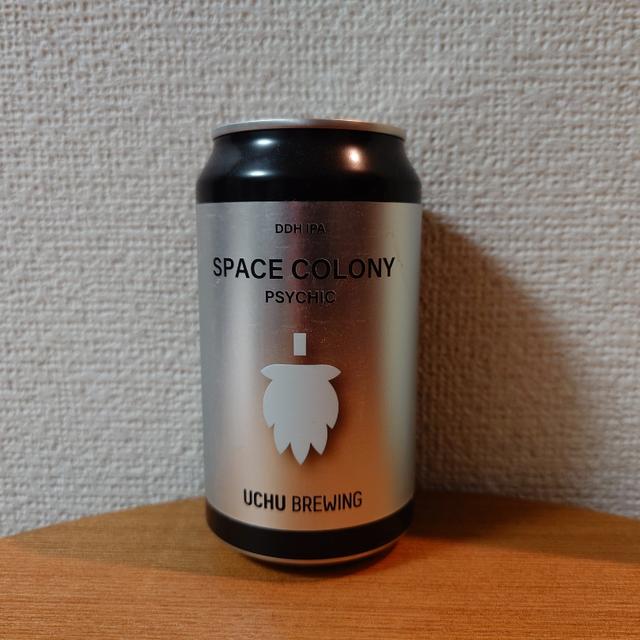 DDH IPA
SPACE COLONY
PSYCHIC
UCHU BREWING